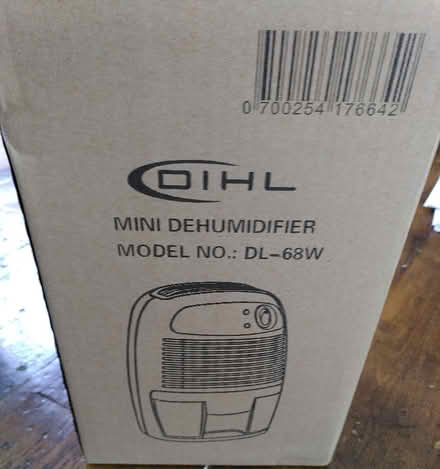 0 700254 176642
DIHL
MINI DEHUMIDIFIER
MODEL NO.: DL-68W